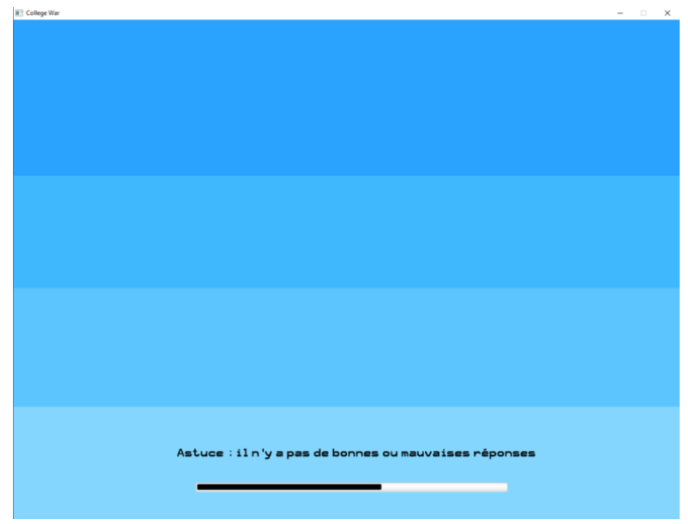 College War
Astuce : il n'y a pas de bonnes ou mauvaises réponses